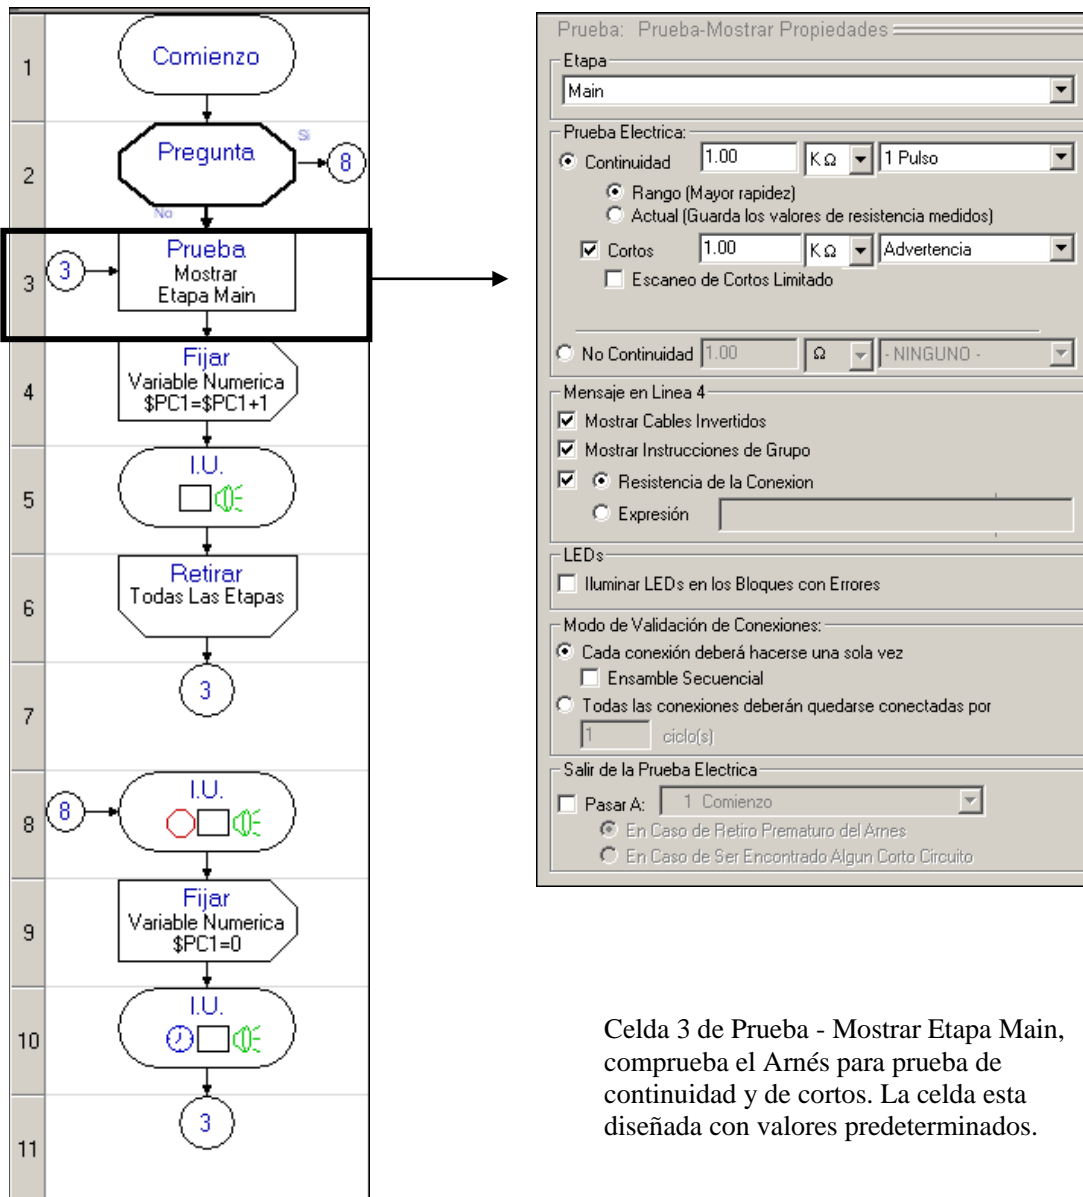 1
Comienzo
2
Pregunta
Si
8
No
3
3
Prueba
Mostrar
Etapa Main
4
Fijar
Variable Numerica
$PC1=$PC1+1
5
I.U.
6
Retirar
Todas Las Etapas
7
3
8
8
I.U.
9
Fijar
Variable Numerica
$PC1=0
10
I.U.
11
3
Prueba: Prueba-Mostrar Propiedades
Etapa
Main
Prueba Electrica:
Continuidad 1.00 K Ω 1 Pulso
Rango (Mayor rapidez)
Actual (Guarda los valores de resistencia medidos)
Cortos 1.00 K Ω Advertencia
Escaneo de Cortos Limitado
No Continuidad 1.00 Ω - NINGUNO -
Mensaje en Linea 4
Mostrar Cables Invertidos
Mostrar Instrucciones de Grupo
Resistencia de la Conexion
Expresión
LEDs
Iluminar LEDs en los Bloques con Errores
Modo de Validación de Conexiones:
Cada conexión deberá hacerse una sola vez
Ensamble Secuencial
Todas las conexiones deberán quedarse conectadas por
1 ciclo(s)
Salir de la Prueba Electrica
Pasar A: 1 Comienzo
En Caso de Retiro Prematuro del Arnes
En Caso de Ser Encontrado Algun Corto Circuito
Celda 3 de Prueba - Mostrar Etapa Main,
comprueba el Arnés para prueba de
continuidad y de cortos. La celda esta
diseñada con valores predeterminados.